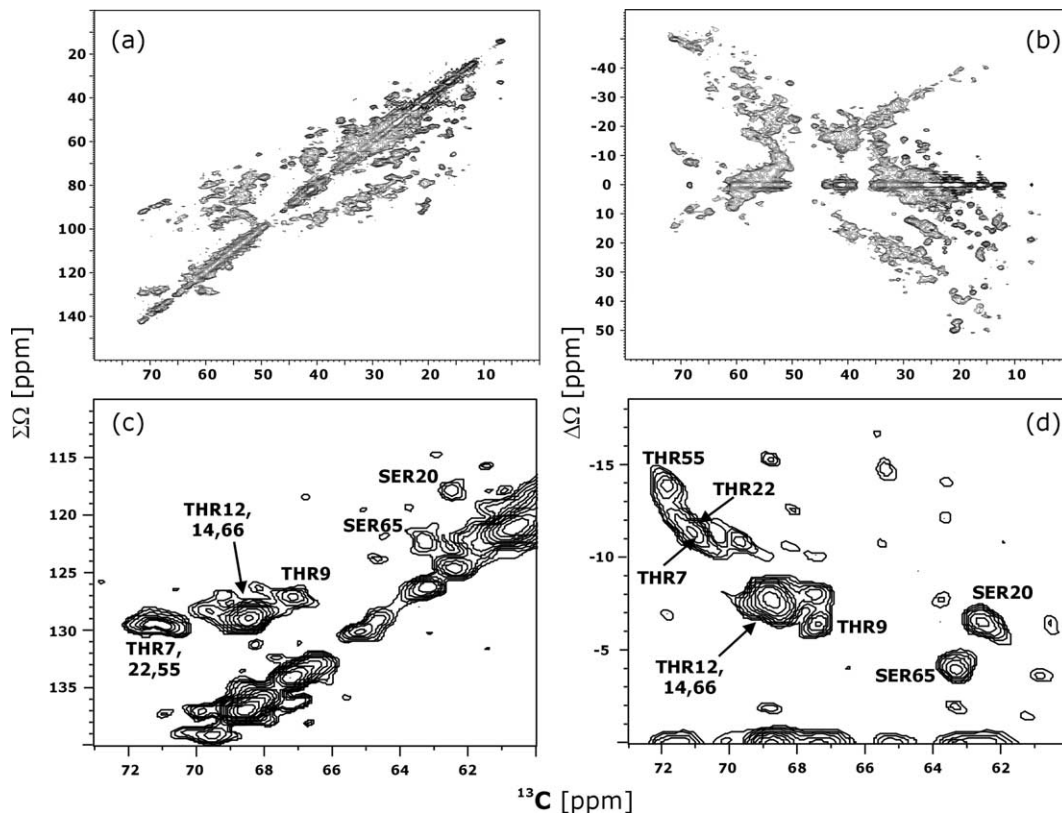 (a)
20
40
60
80
100
120
140
70 60 50 40 30 20 10
(b)
-40
-30
-20
-10
0
10
20
30
40
50
70 60 50 40 30 20 10 0
ΣΩ [ppm]
ΔΩ [ppm]
(c)
115
120
125
130
135
72 70 68 66 64 62
SER20
SER65
THR12,
14,66
THR9
THR7,
22,55
(d)
-15
-10
-5
72 70 68 66 64 62
THR55
THR22
THR7
SER20
THR9
THR12,
14,66
SER65
¹³C [ppm]